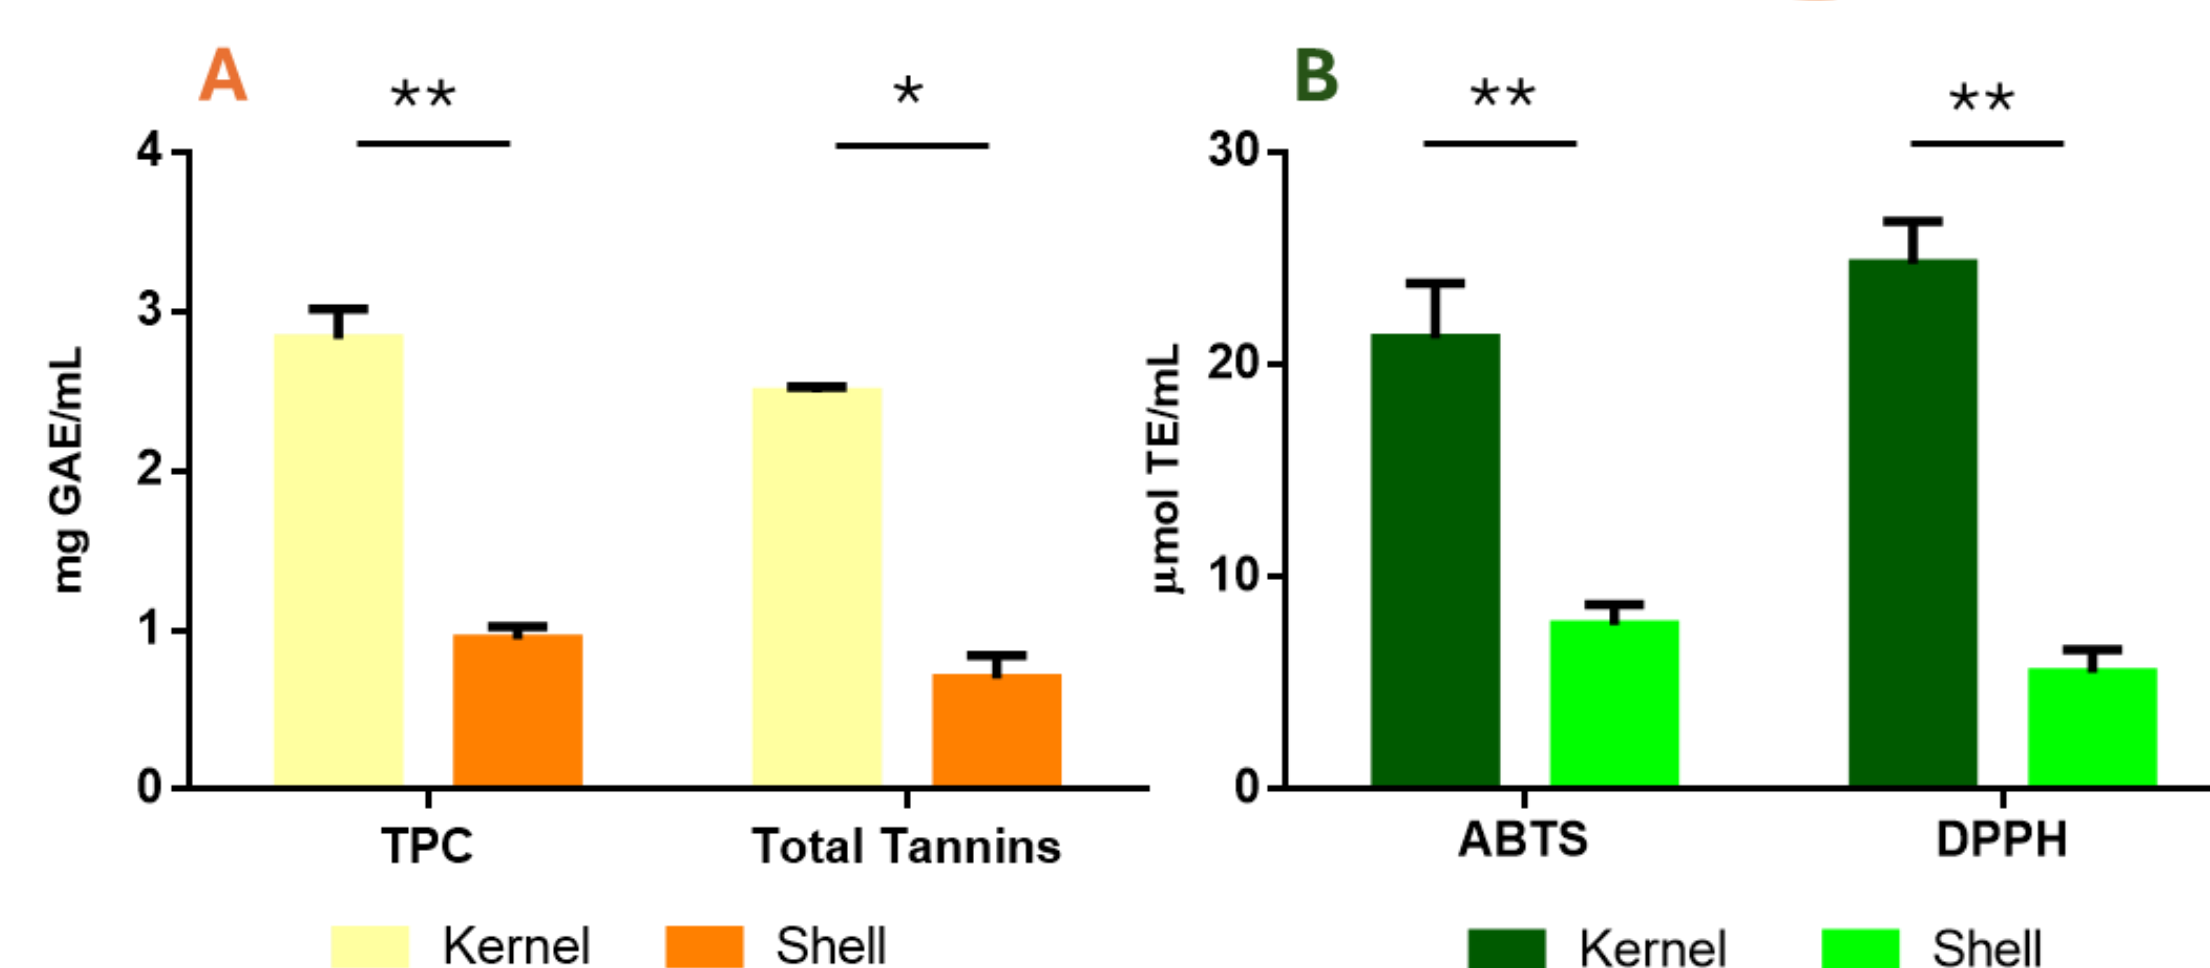 A
**
*
4
3
2
1
0
mg GAE/mL
TPC
Total Tannins
Kernel
Shell
B
**
**
30
20
10
0
μmol TE/mL
ABTS
DPPH
Kernel
Shell